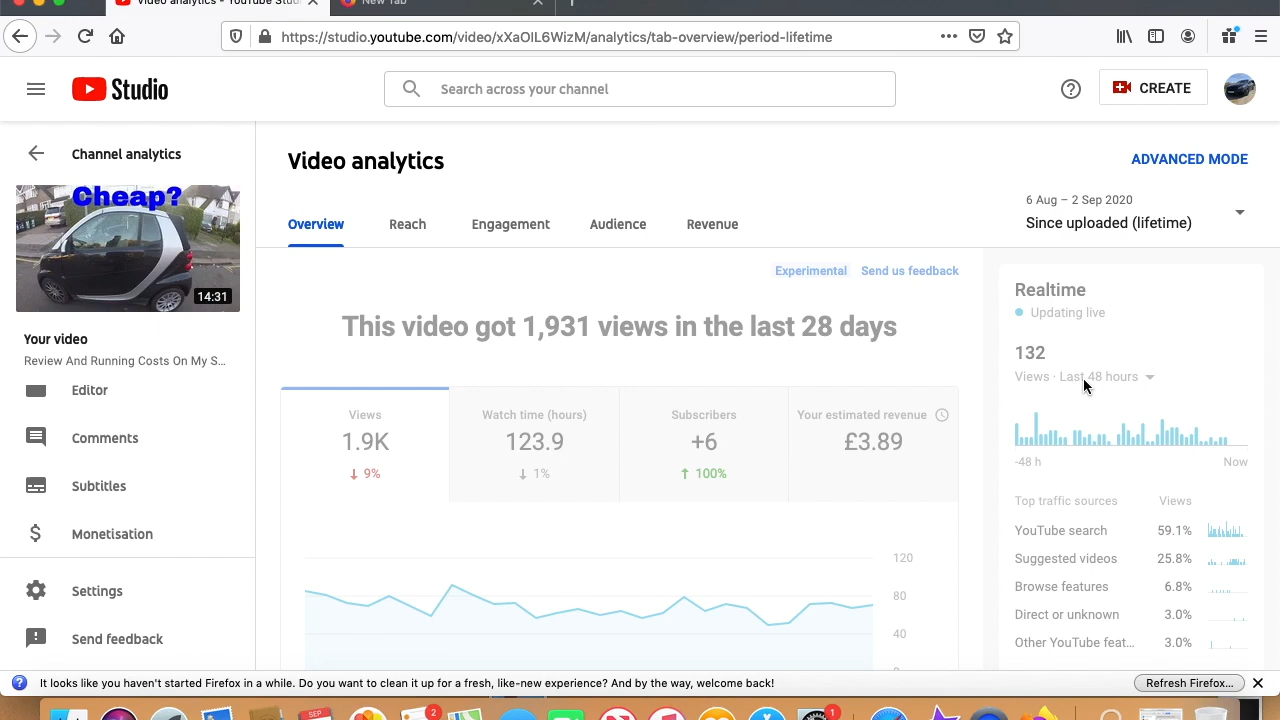 Video analytics - YouTube Stu
New Tab
https://studio.youtube.com/video/xXaOlL6WizM/analytics/tab-overview/period-lifetime
Studio
Search across your channel
CREATE
Channel analytics
Cheap?
14:31
Your video
Review And Running Costs On My S...
Editor
Comments
Subtitles
Monetisation
Settings
Send feedback
Video analytics
ADVANCED MODE
6 Aug – 2 Sep 2020
Since uploaded (lifetime)
Overview
Reach
Engagement
Audience
Revenue
Experimental
Send us feedback
This video got 1,931 views in the last 28 days
Views
1.9K
9%
Watch time (hours)
123.9
1%
Subscribers
+6
100%
Your estimated revenue
£3.89
120
80
40
Realtime
Updating live
132
Views · Last 48 hours
-48 h
Now
Top traffic sources
Views
YouTube search 59.1%
Suggested videos 25.8%
Browse features 6.8%
Direct or unknown 3.0%
Other YouTube feat... 3.0%
It looks like you haven't started Firefox in a while. Do you want to clean it up for a fresh, like-new experience? And by the way, welcome back!
Refresh Firefox...
SEP
2
1